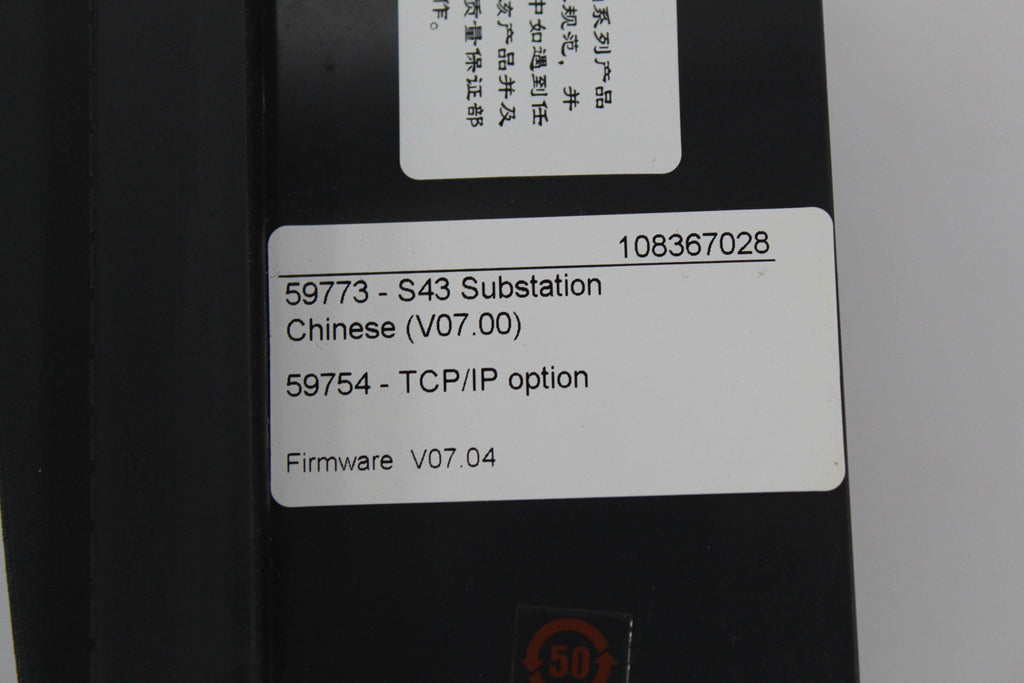 108367028
59773 - S43 Substation
Chinese (V07.00)
59754 - TCP/IP option
Firmware V07.04
系列产品
规范，并
中如遇到任
该产品并及
质量保证部
作。
50